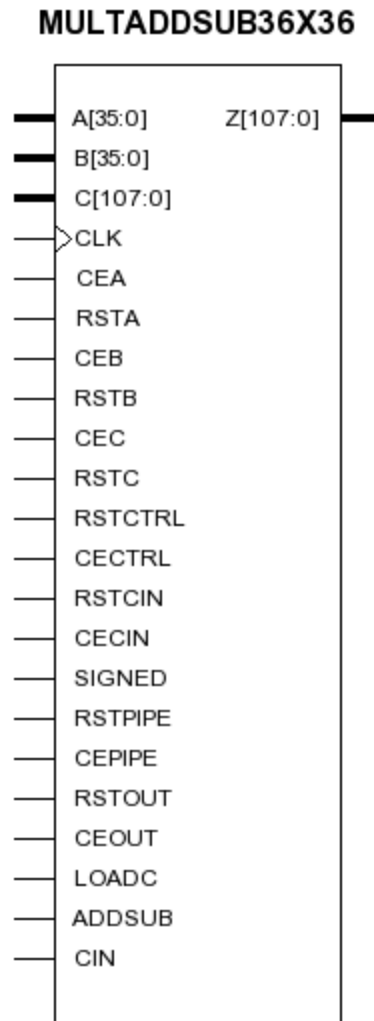 MULTADDSUB36X36
A[35:0] Z[107:0]
B[35:0]
C[107:0]
CLK
CEA
RSTA
CEB
RSTB
CEC
RSTC
RSTCTRL
CECTRL
RSTCIN
CECIN
SIGNED
RSTPIPE
CEPIPE
RSTOUT
CEOUT
LOADC
ADDSUB
CIN